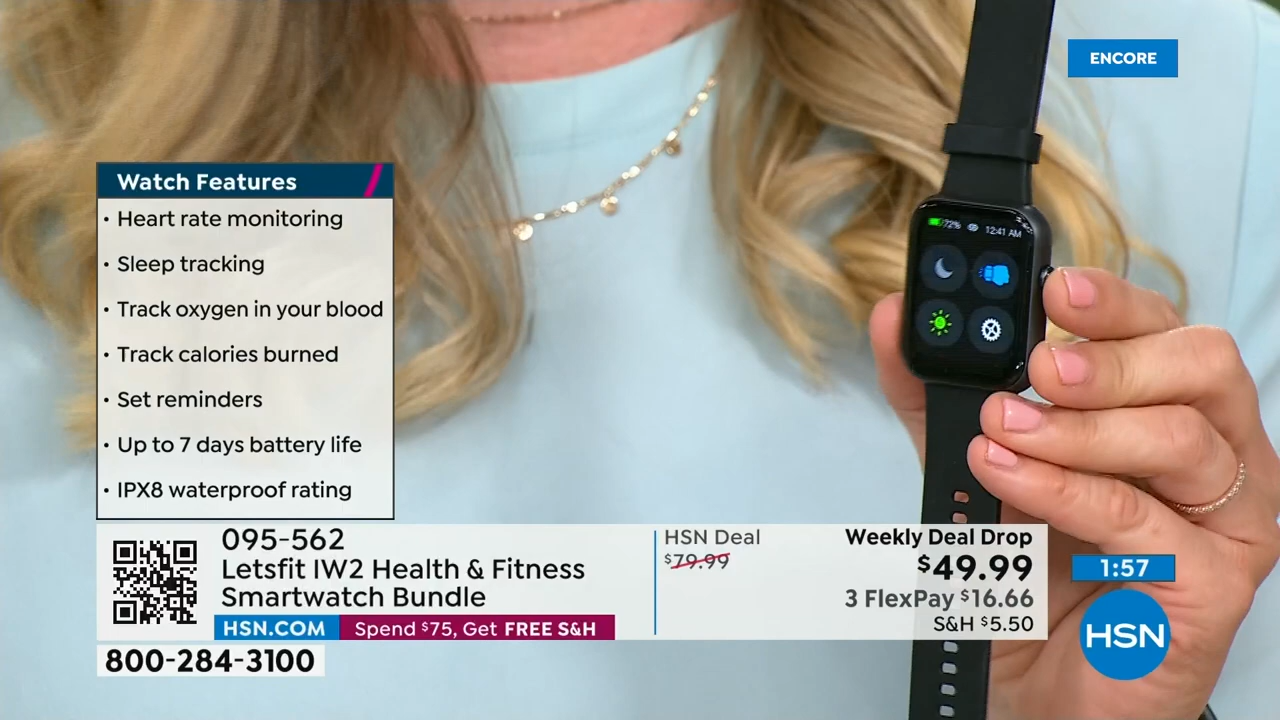 ENCORE
Watch Features
• Heart rate monitoring
• Sleep tracking
• Track oxygen in your blood
• Track calories burned
• Set reminders
• Up to 7 days battery life
• IPX8 waterproof rating
72% 12:41 AM
095-562
Letsfit IW2 Health & Fitness
Smartwatch Bundle
HSN.COM Spend $75, Get FREE S&H
800-284-3100
HSN Deal
$79.99
Weekly Deal Drop
$49.99
3 FlexPay $16.66
S&H $5.50
1:57
HSN